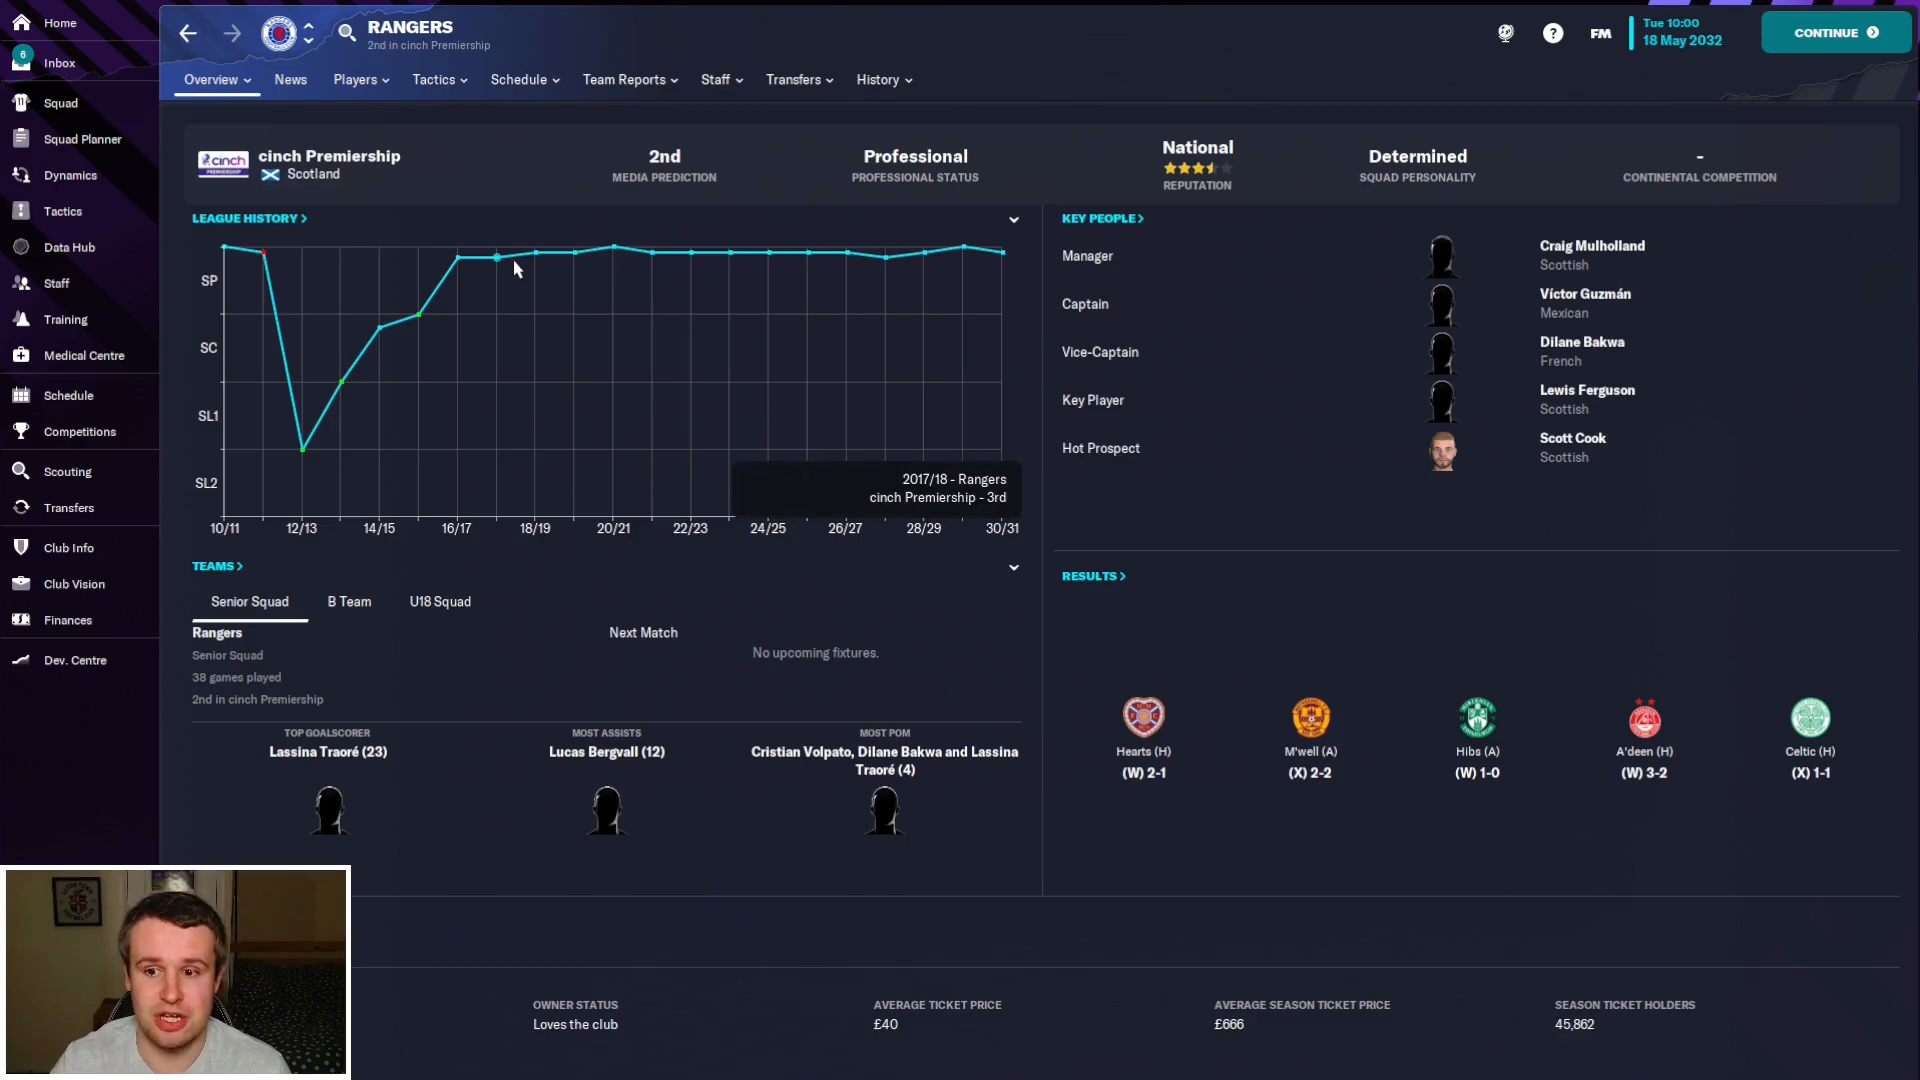 Home
6
Inbox
Squad
Squad Planner
Dynamics
Tactics
Data Hub
Staff
Training
Medical Centre
Schedule
Competitions
Scouting
Transfers
Club Info
Club Vision
Finances
Dev. Centre
RANGERS
2nd in cinch Premiership
?
FM
Tue 10:00
18 May 2032
CONTINUE
Overview News Players Tactics Schedule Team Reports Staff Transfers History
cinch
PREMIERSHIP
cinch Premiership
Scotland
2nd
MEDIA PREDICTION
Professional
PROFESSIONAL STATUS
National
REPUTATION
Determined
SQUAD PERSONALITY
-
CONTINENTAL COMPETITION
LEAGUE HISTORY >
SP
SC
SL1
SL2
2017/18 - Rangers
cinch Premiership - 3rd
10/11 12/13 14/15 16/17 18/19 20/21 22/23 24/25 26/27 28/29 30/31
KEY PEOPLE >
Manager
Craig Mulholland
Scottish
Captain
Víctor Guzmán
Mexican
Vice-Captain
Dilane Bakwa
French
Key Player
Lewis Ferguson
Scottish
Hot Prospect
Scott Cook
Scottish
TEAMS >
Senior Squad B Team U18 Squad
Rangers
Senior Squad
38 games played
2nd in cinch Premiership
Next Match
No upcoming fixtures.
TOP GOALSCORER
Lassina Traoré (23)
MOST ASSISTS
Lucas Bergvall (12)
MOST POM
Cristian Volpato, Dilane Bakwa and Lassina
Traoré (4)
RESULTS >
Hearts (H)
(W) 2-1
M'well (A)
(X) 2-2
Hibs (A)
(W) 1-0
A'deen (H)
(W) 3-2
Celtic (H)
(X) 1-1
OWNER STATUS
Loves the club
AVERAGE TICKET PRICE
£40
AVERAGE SEASON TICKET PRICE
£666
SEASON TICKET HOLDERS
45,862